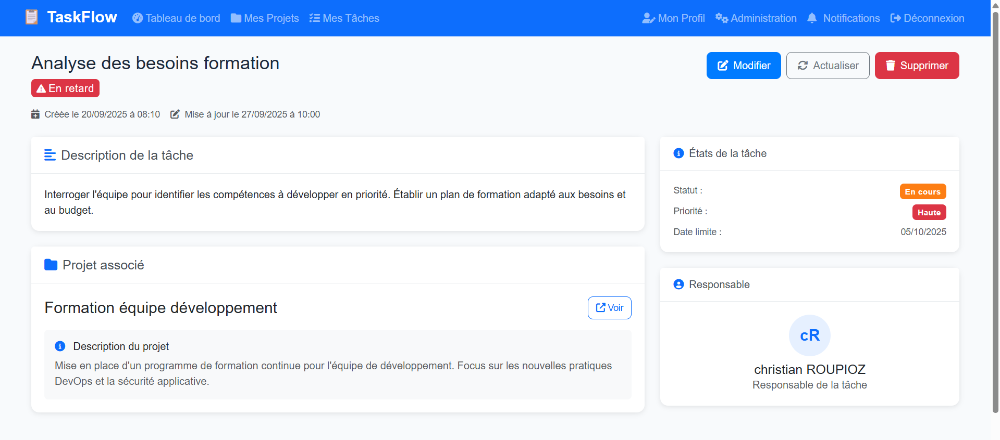 TaskFlow Tableau de bord Mes Projets Mes Tâches Mon Profil Administration Notifications Déconnexion
Analyse des besoins formation
Modifier Actualiser Supprimer
En retard
Créée le 20/09/2025 à 08:10 Mise à jour le 27/09/2025 à 10:00
Description de la tâche
Interroger l'équipe pour identifier les compétences à développer en priorité. Établir un plan de formation adapté aux besoins et
au budget.
Projet associé
Formation équipe développement
Voir
Description du projet
Mise en place d'un programme de formation continue pour l'équipe de développement. Focus sur les nouvelles pratiques
DevOps et la sécurité applicative.
États de la tâche
Statut : En cours
Priorité : Haute
Date limite : 05/10/2025
Responsable
cR
christian ROUPIOZ
Responsable de la tâche